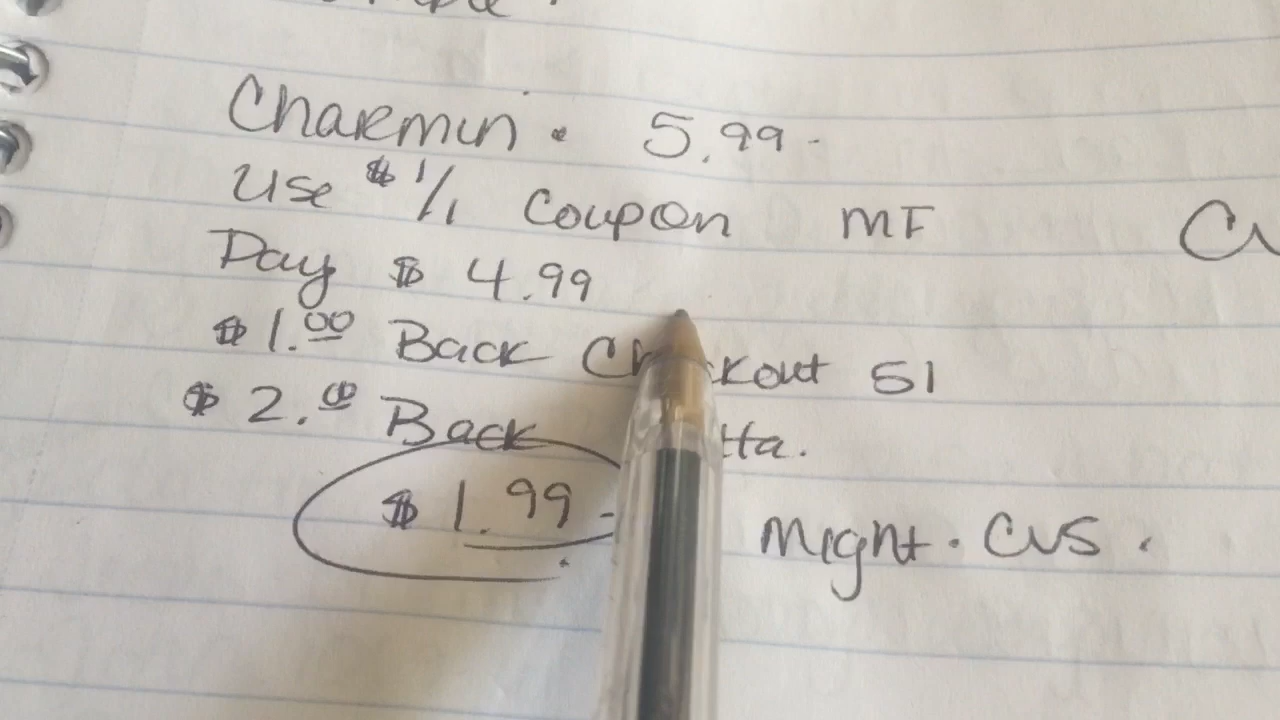 Charmin. 5.99-
Use $1/1 Coupon MF
Pay $ 4.99
$1.00 Back Checkout 51
$2.00 Back
$1.99- Might. CVS.